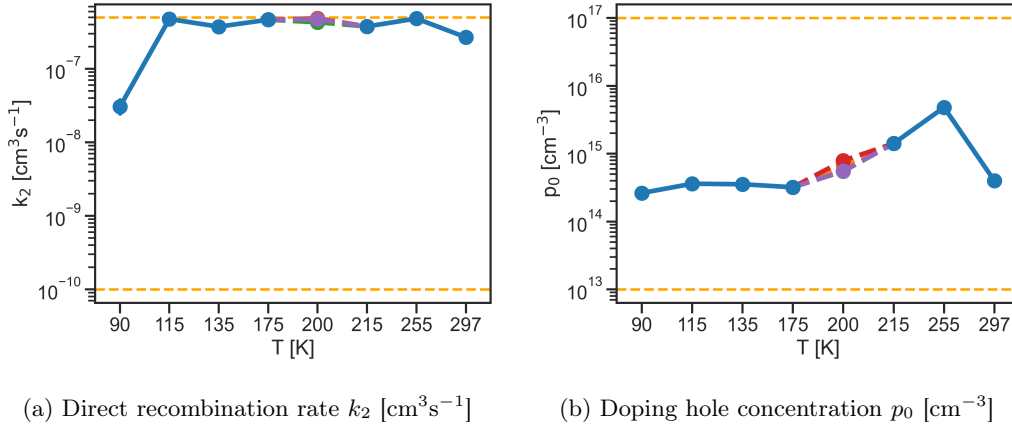 10⁻⁷
10⁻⁸
10⁻⁹
10⁻¹⁰
k₂ [cm³s⁻¹]
90 115 135 175 200 215 255 297
T [K]
10¹⁷
10¹⁶
10¹⁵
10¹⁴
10¹³
p₀ [cm⁻³]
90 115 135 175 200 215 255 297
T [K]
(a) Direct recombination rate k₂ [cm³s⁻¹]
(b) Doping hole concentration p₀ [cm⁻³]